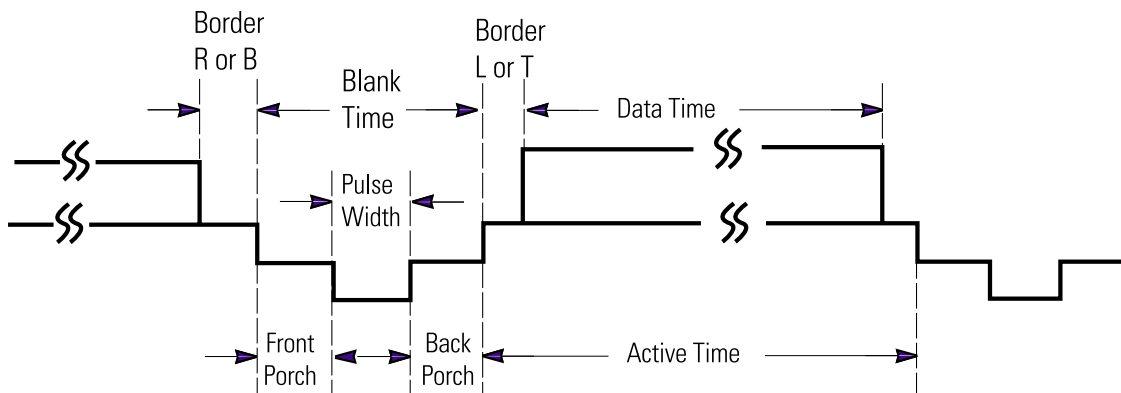 Border
R or B
Blank
Time
Border
L or T
Data Time
Pulse
Width
Front
Porch
Back
Porch
Active Time